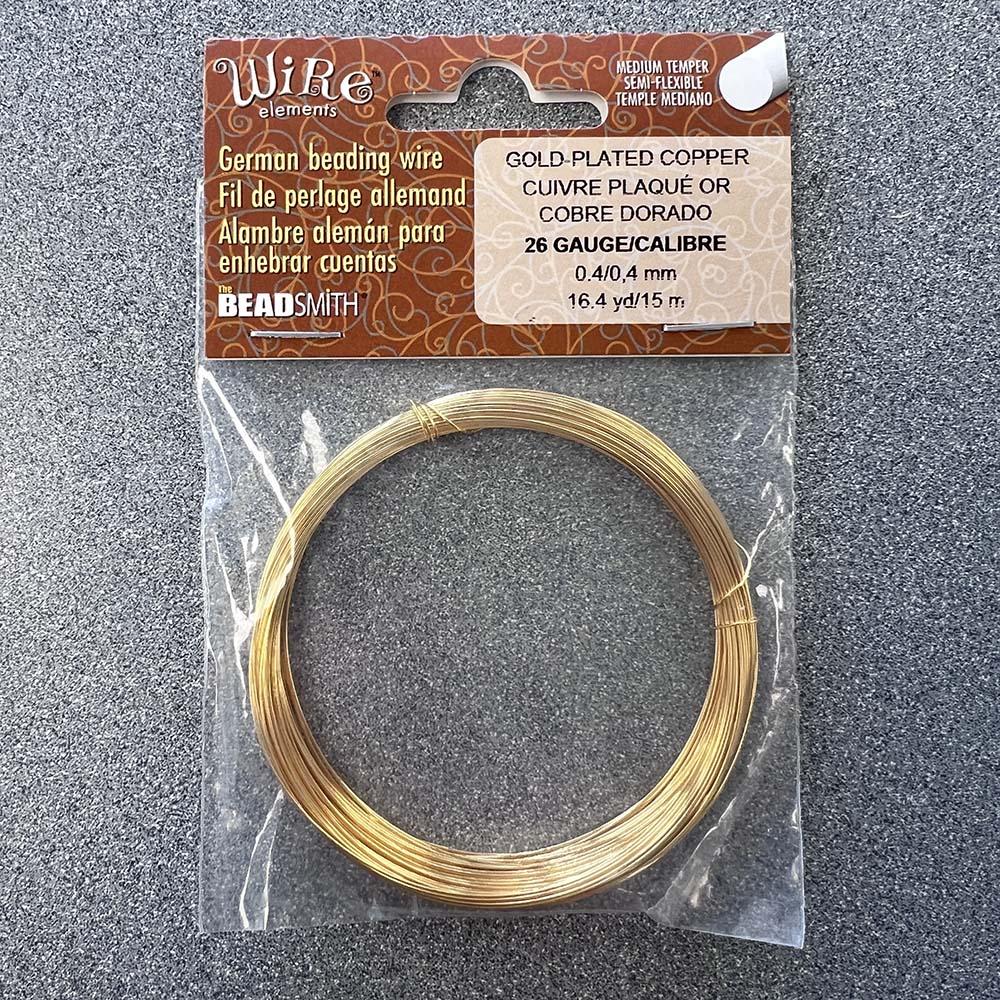 WiRe™
elements
MEDIUM TEMPER
SEMI-FLEXIBLE
TEMPLE MEDIANO
German beading wire
Fil de perlage allemand
Alambre alemán para
enhebrar cuentas
The
BEADSMiTH
GOLD-PLATED COPPER
CUIVRE PLAQUÉ OR
COBRE DORADO
26 GAUGE/CALIBRE
0.4/0,4 mm
16.4 yd/15 m